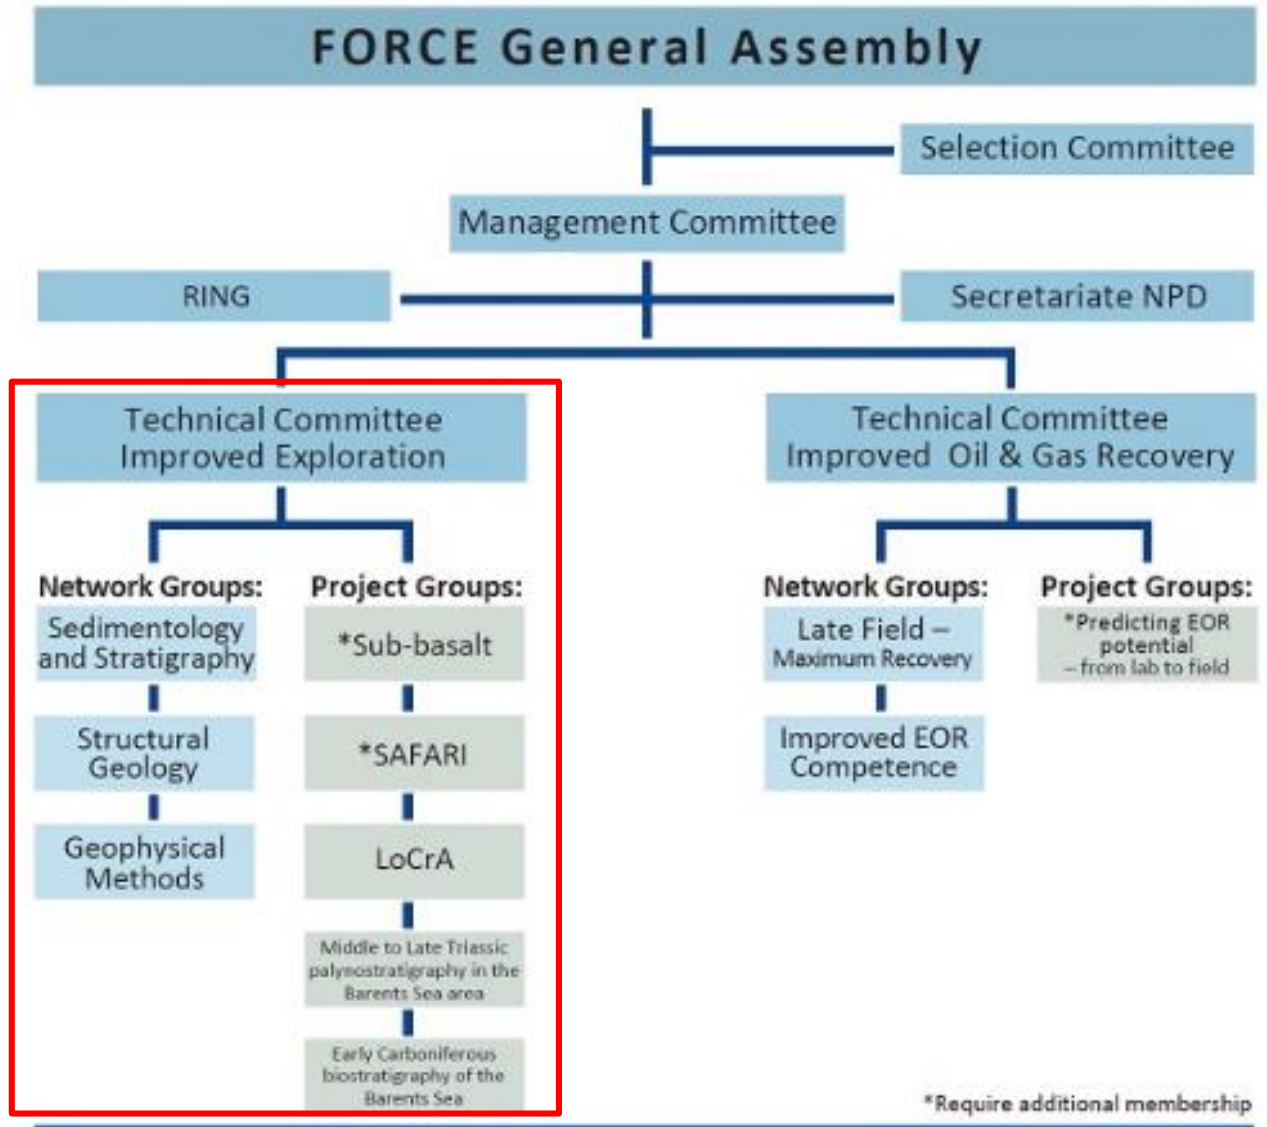 FORCE General Assembly
Selection Committee
Management Committee
RING
Secretariate NPD
Technical Committee
Improved Exploration
Technical Committee
Improved Oil & Gas Recovery
Network Groups:
Sedimentology
and Stratigraphy
Structural
Geology
Geophysical
Methods
Project Groups:
*Sub-basalt
*SAFARI
LoCrA
Middle to Late Triassic
palynostratigraphy in the
Barents Sea area
Early Carboniferous
biostratigraphy of the
Barents Sea
Network Groups:
Late Field –
Maximum Recovery
Improved EOR
Competence
Project Groups:
*Predicting EOR
potential
– from lab to field
*Require additional membership